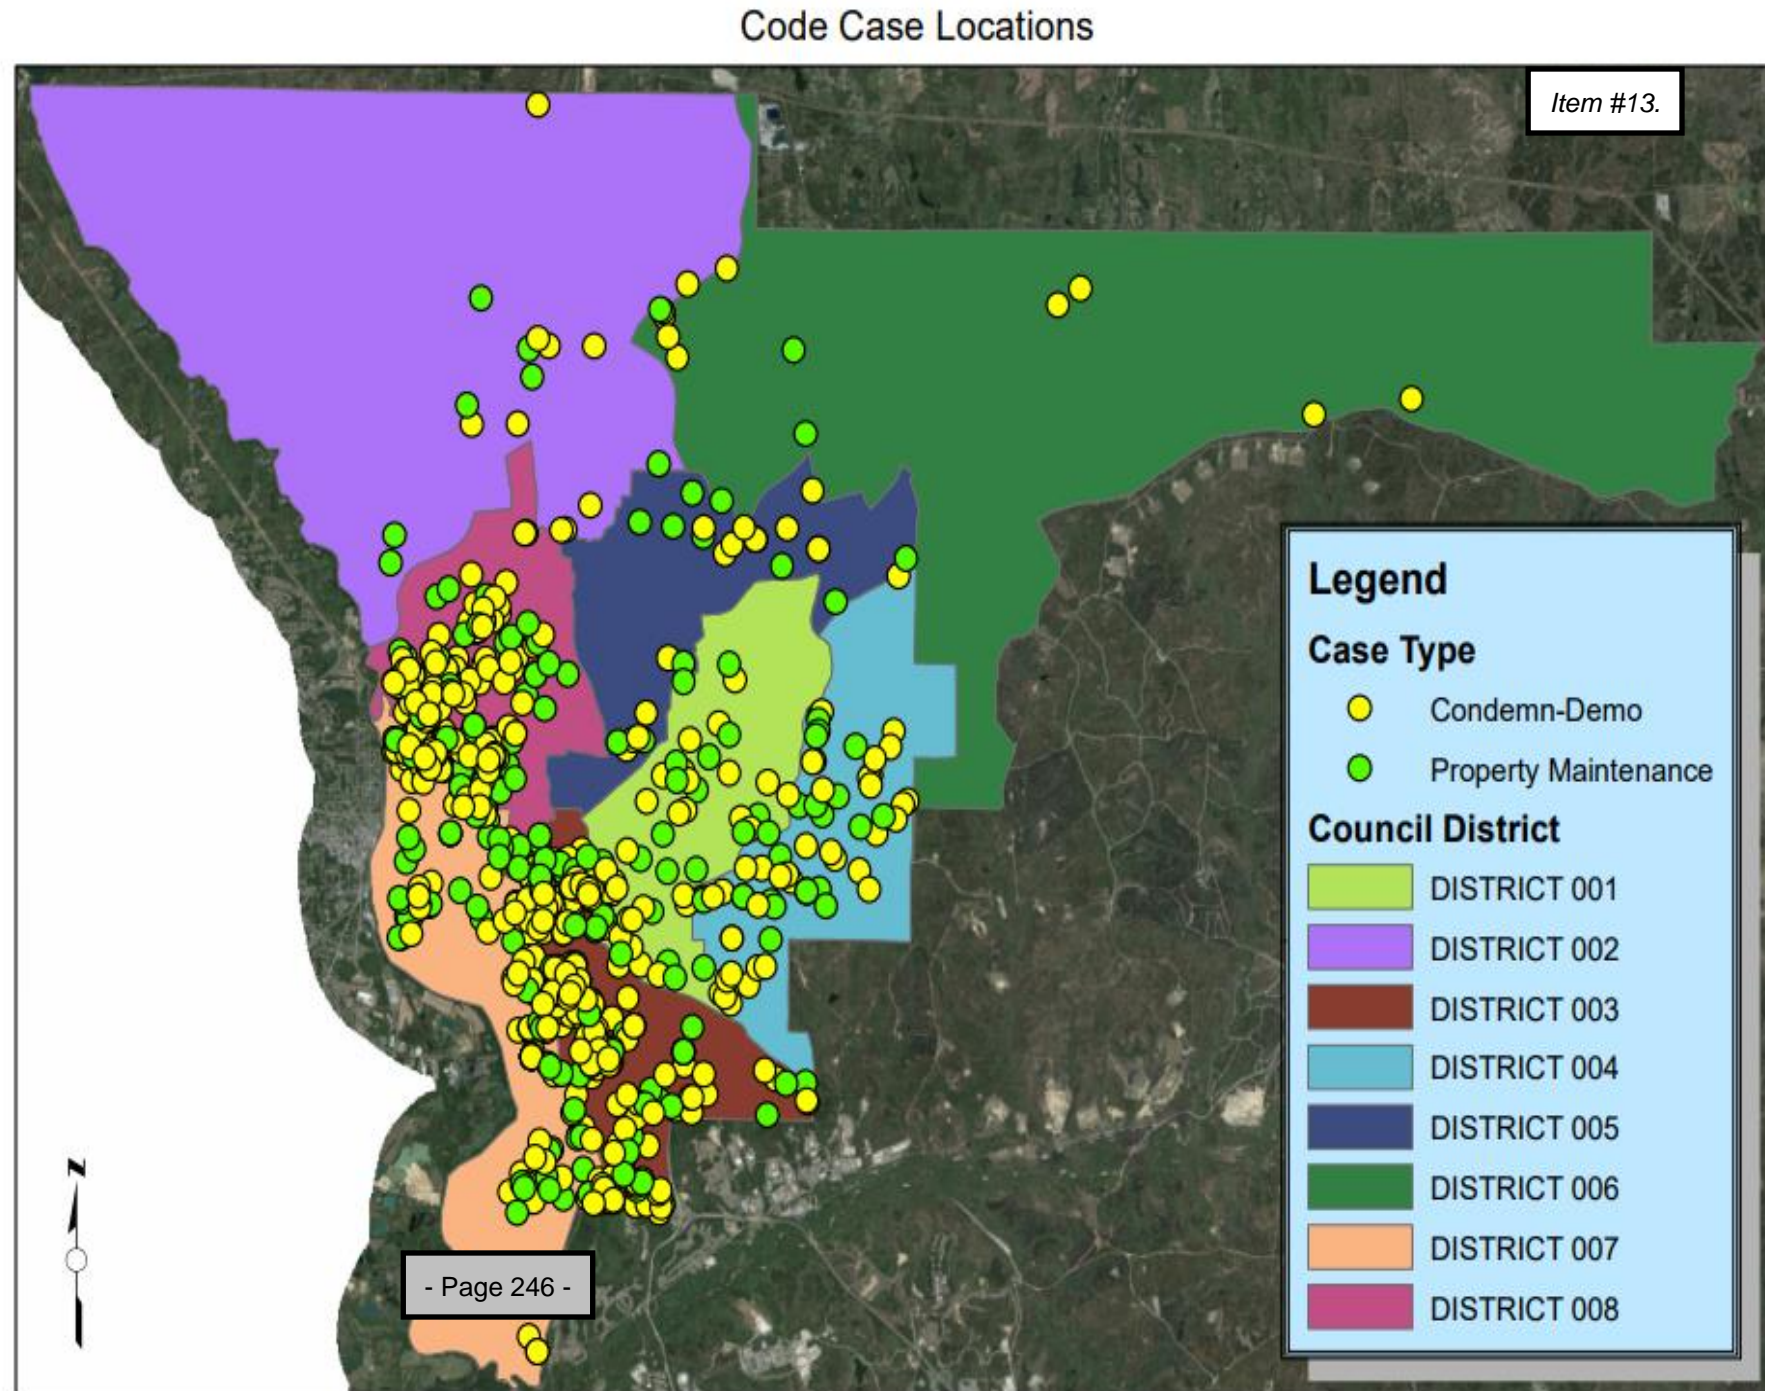 Code Case Locations
Item #13.
Legend
Case Type
Condemn-Demo
Property Maintenance
Council District
DISTRICT 001
DISTRICT 002
DISTRICT 003
DISTRICT 004
DISTRICT 005
DISTRICT 006
DISTRICT 007
DISTRICT 008
N
- Page 246 -